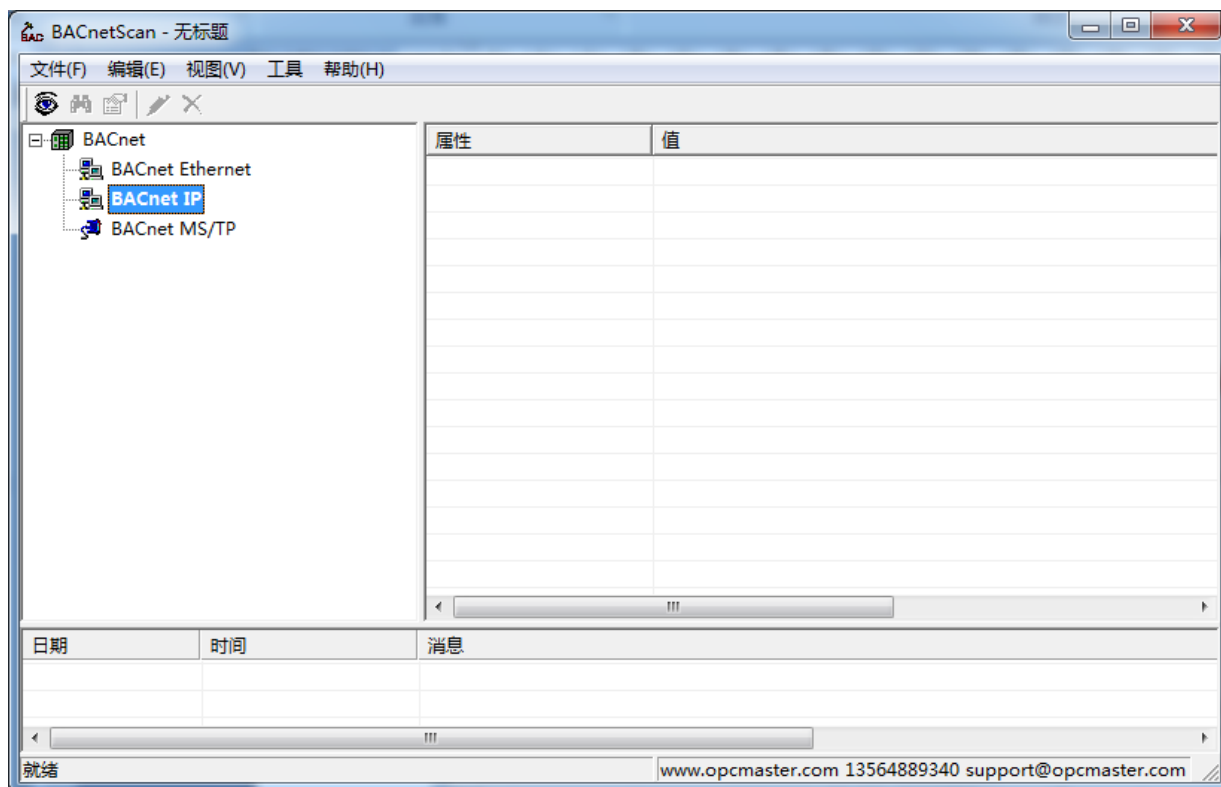 BACnetScan - 无标题
文件(F) 编辑(E) 视图(V) 工具 帮助(H)
BACnet
BACnet Ethernet
BACnet IP
BACnet MS/TP
属性 值
日期 时间 消息
就绪 www.opcmaster.com 13564889340 support@opcmaster.com